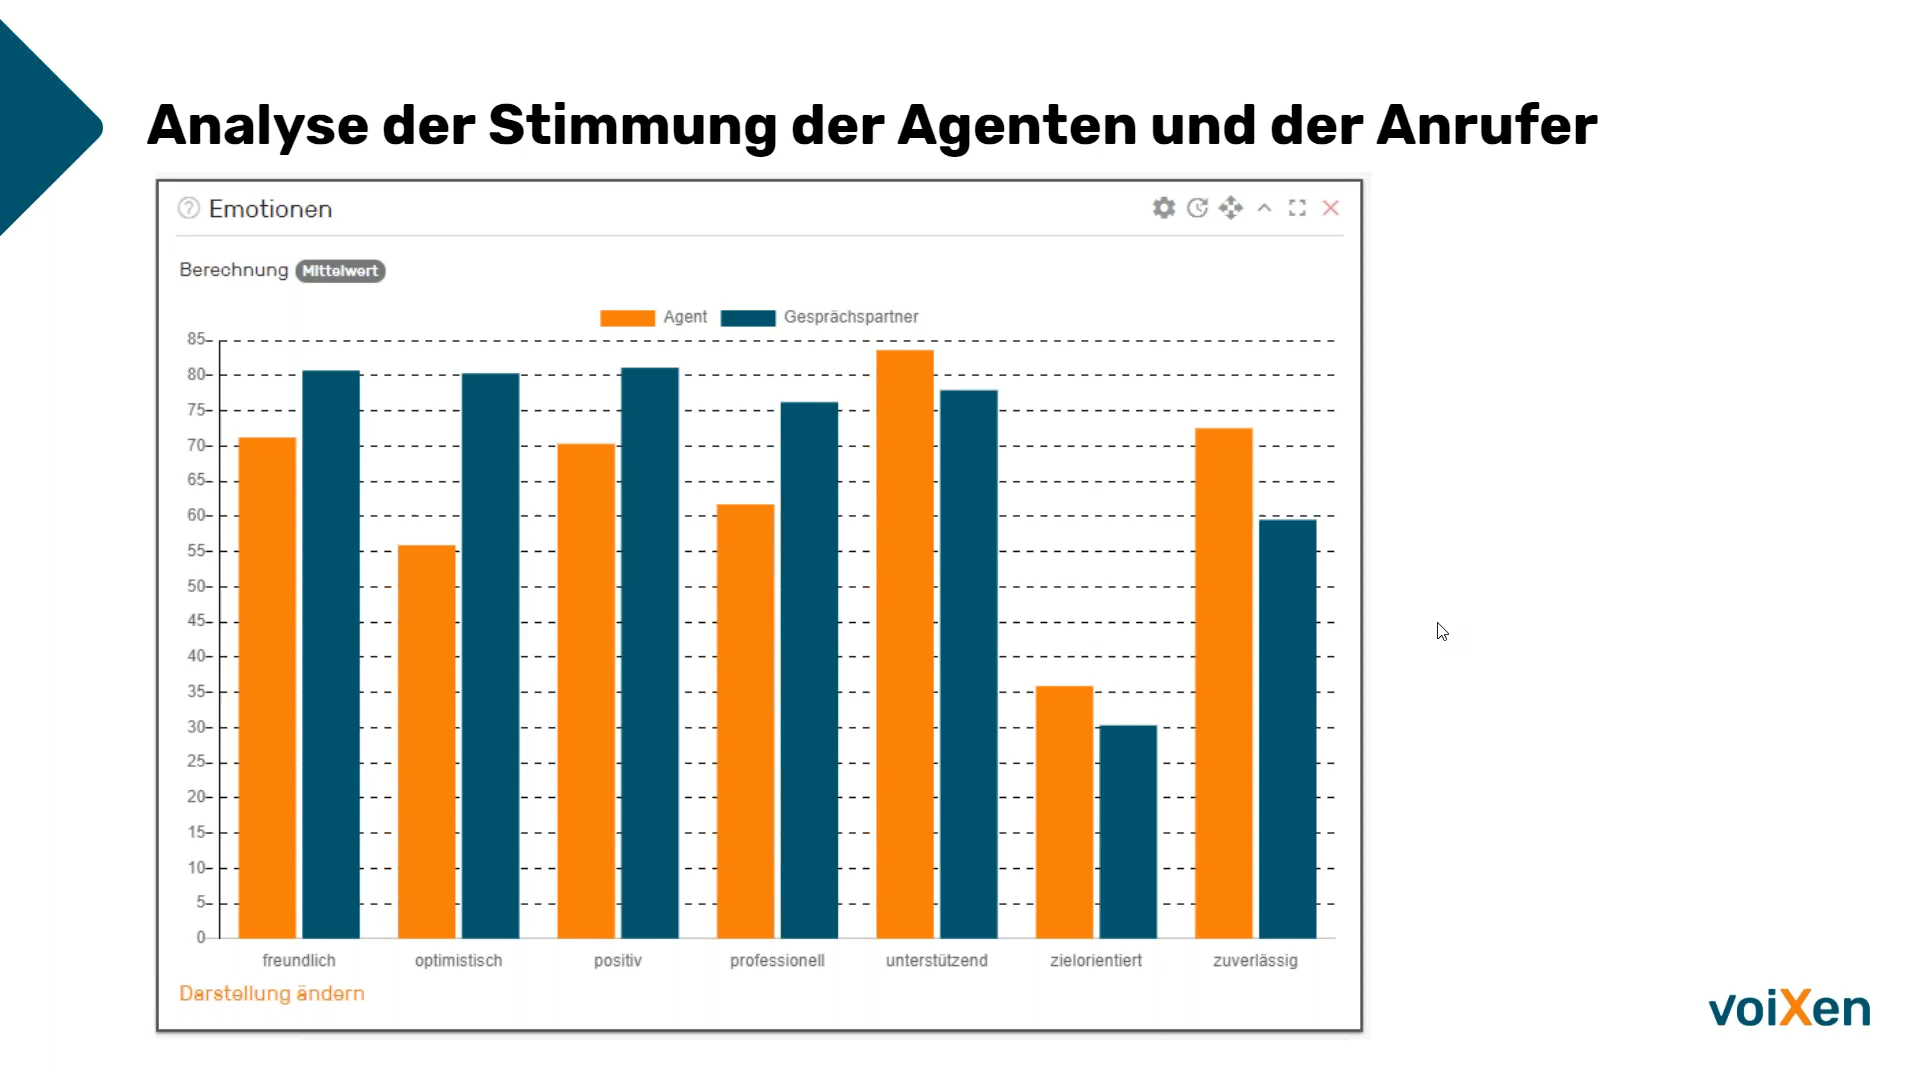 Analyse der Stimmung der Agenten und der Anrufer
? Emotionen
Berechnung Mittelwert
Agent Gesprächspartner
85
80
75
70
65
60
55
50
45
40
35
30
25
20
15
10
5
0
freundlich optimistisch positiv professionell unterstützend zielorientiert zuverlässig
Darstellung ändern
voiXen